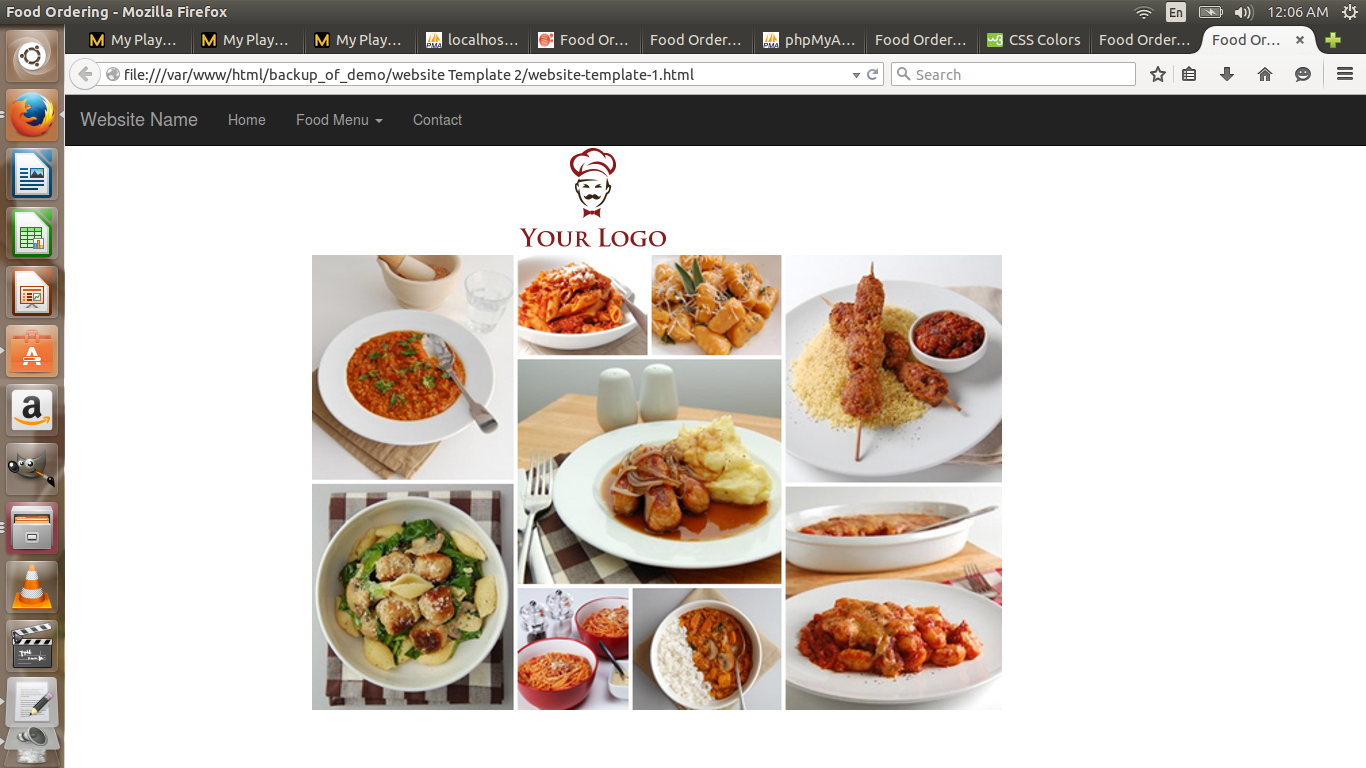 Food Ordering - Mozilla Firefox
En
12:06 AM
My Play…
My Play…
My Play…
localhos…
Food Or…
Food Order…
phpMyA…
Food Order…
CSS Colors
Food Order…
Food Or…
file:///var/www/html/backup_of_demo/website Template 2/website-template-1.html
Search
Website Name
Home
Food Menu
Contact
YOUR LOGO